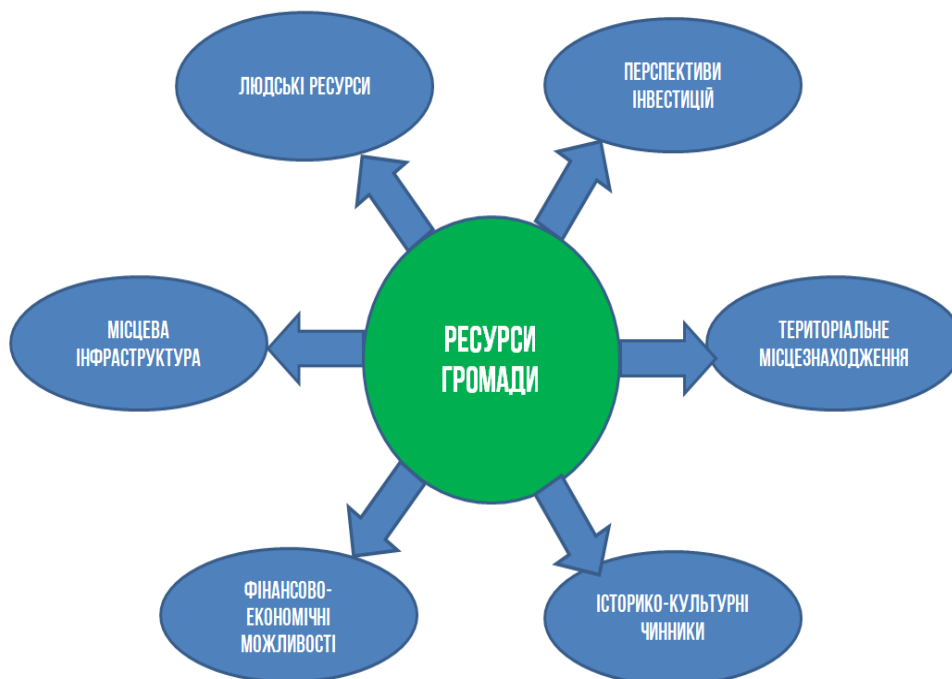 ЛЮДСЬКІ РЕСУРСИ
ПЕРСПЕКТИВИ
ІНВЕСТИЦІЙ
МІСЦЕВА
ІНФРАСТРУКТУРА
РЕСУРСИ
ГРОМАДИ
ТЕРИТОРІАЛЬНЕ
МІСЦЕЗНАХОДЖЕННЯ
ФІНАНСОВО-
ЕКОНОМІЧНІ
МОЖЛИВОСТІ
ІСТОРИКО-КУЛЬТУРНІ
ЧИННИКИ